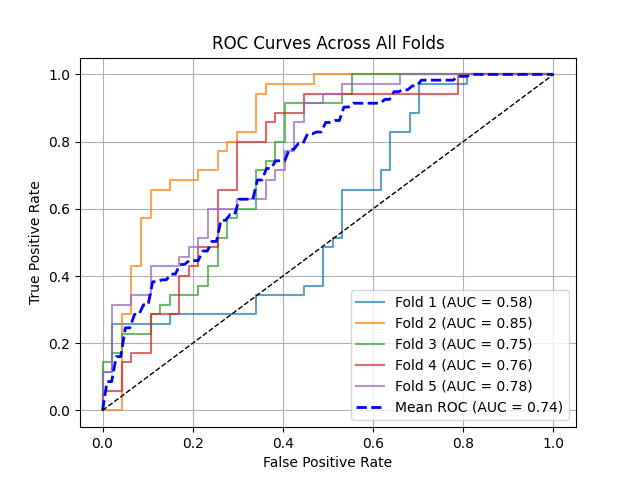 ROC Curves Across All Folds
1.0
0.8
0.6
0.4
0.2
0.0
True Positive Rate
Fold 1 (AUC = 0.58)
Fold 2 (AUC = 0.85)
Fold 3 (AUC = 0.75)
Fold 4 (AUC = 0.76)
Fold 5 (AUC = 0.78)
Mean ROC (AUC = 0.74)
0.0 0.2 0.4 0.6 0.8 1.0
False Positive Rate